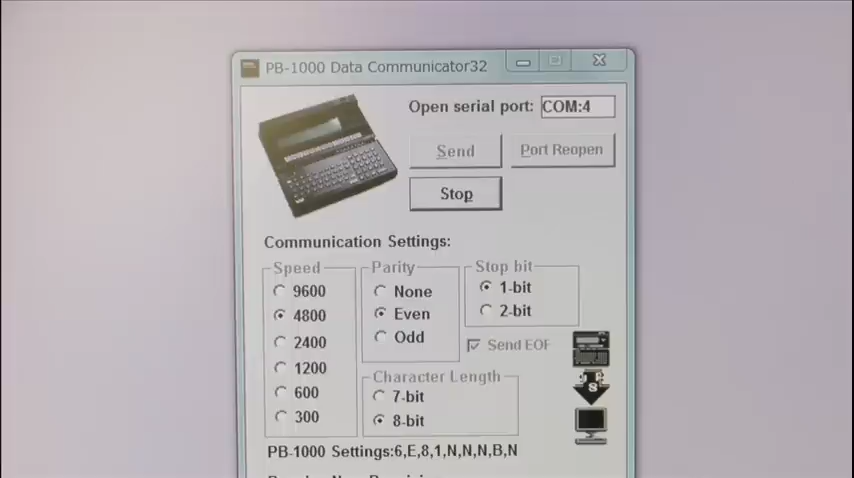 PB-1000 Data Communicator32
Open serial port: COM:4
Send
Port Reopen
Stop
Communication Settings:
Speed
9600
4800
2400
1200
600
300
Parity
None
Even
Odd
Stop bit
1-bit
2-bit
Send EOF
Character Length
7-bit
8-bit
PB-1000 Settings:6,E,8,1,N,N,N,B,N